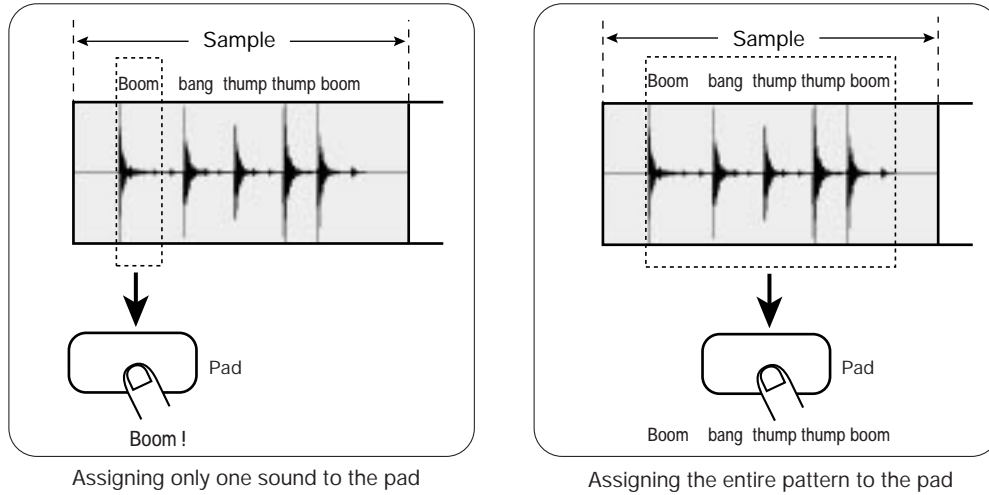 Sample
Boom bang thump thump boom
Pad
Boom !
Assigning only one sound to the pad
Sample
Boom bang thump thump boom
Pad
Boom bang thump thump boom
Assigning the entire pattern to the pad